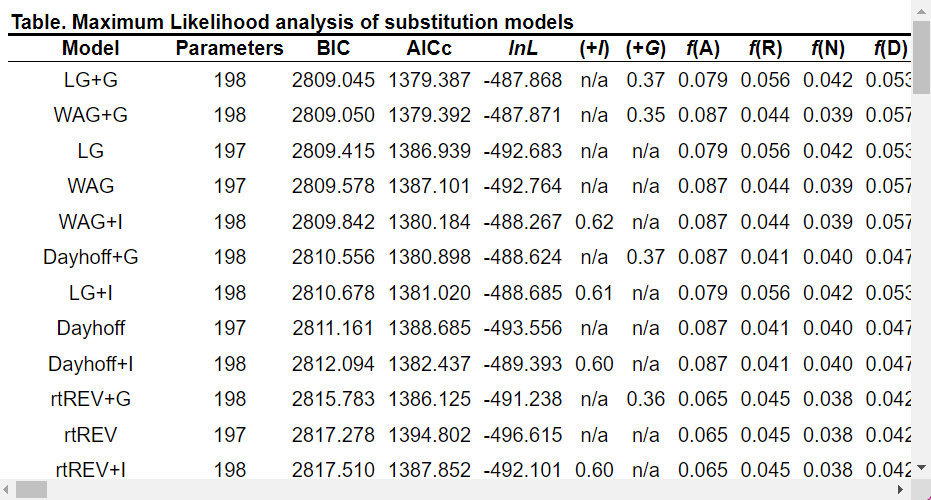 Table. Maximum Likelihood analysis of substitution models
Model Parameters BIC AICc lnL (+I) (+G) f(A) f(R) f(N) f(D)
LG+G 198 2809.045 1379.387 -487.868 n/a 0.37 0.079 0.056 0.042 0.053
WAG+G 198 2809.050 1379.392 -487.871 n/a 0.35 0.087 0.044 0.039 0.057
LG 197 2809.415 1386.939 -492.683 n/a n/a 0.079 0.056 0.042 0.053
WAG 197 2809.578 1387.101 -492.764 n/a n/a 0.087 0.044 0.039 0.057
WAG+I 198 2809.842 1380.184 -488.267 0.62 n/a 0.087 0.044 0.039 0.057
Dayhoff+G 198 2810.556 1380.898 -488.624 n/a 0.37 0.087 0.041 0.040 0.047
LG+I 198 2810.678 1381.020 -488.685 0.61 n/a 0.079 0.056 0.042 0.053
Dayhoff 197 2811.161 1388.685 -493.556 n/a n/a 0.087 0.041 0.040 0.047
Dayhoff+I 198 2812.094 1382.437 -489.393 0.60 n/a 0.087 0.041 0.040 0.047
rtREV+G 198 2815.783 1386.125 -491.238 n/a 0.36 0.065 0.045 0.038 0.042
rtREV 197 2817.278 1394.802 -496.615 n/a n/a 0.065 0.045 0.038 0.042
rtREV+I 198 2817.510 1387.852 -492.101 0.60 n/a 0.065 0.045 0.038 0.042